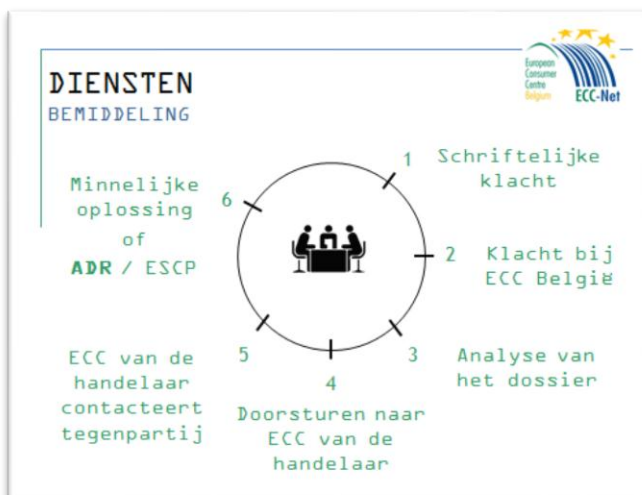 DIENSTEN
BEMIDDELING
European
Consumer
Centre
Belgium
ECC-Net
1 Schriftelijke
klacht
2 Klacht bij
ECC België
3 Analyse van
het dossier
4
Doorsturen naar
ECC van de
handelaar
5
ECC van de
handelaar
contacteert
tegenpartij
6
Minnelijke
oplossing
of
ADR / ESCP